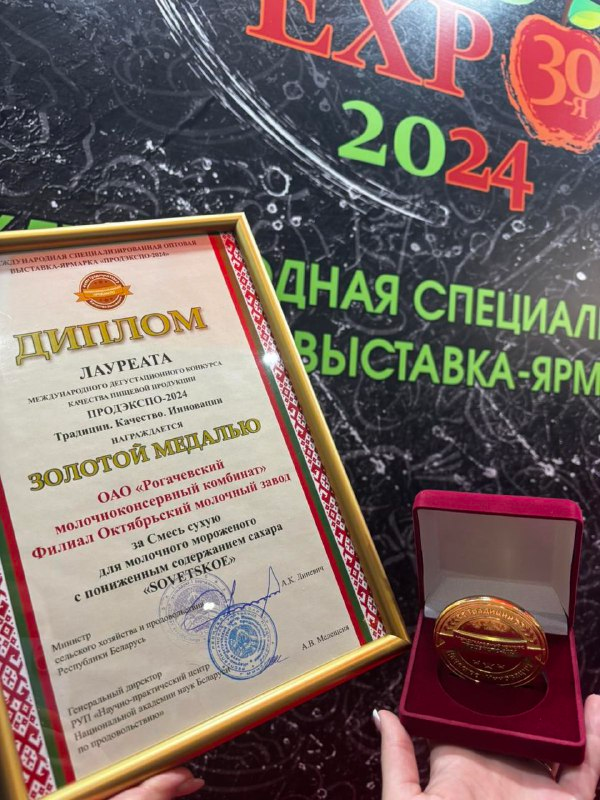 EXPO
30-я
2024
ДНАЯ СПЕЦИАЛ
ВЫСТАВКА-ЯРМ
МЕЖДУНАРОДНАЯ СПЕЦИАЛИЗИРОВАННАЯ ОПТОВАЯ
ВЫСТАВКА-ЯРМАРКА «ПРОДЭКСПО-2024»
ДИПЛОМ
ЛАУРЕАТА
МЕЖДУНАРОДНОГО ДЕГУСТАЦИОННОГО КОНКУРСА
КАЧЕСТВА ПИЩЕВОЙ ПРОДУКЦИИ
ПРОДЭКСПО-2024
Традиции. Качество. Инновации
НАГРАЖДАЕТСЯ
ЗОЛОТОЙ МЕДАЛЬЮ
ОАО «Рогачевский
молочноконсервный комбинат»
Филиал Октябрьский молочный завод
за Смесь сухую
для молочного мороженого
с пониженным содержанием сахара
«SOVETSKOE»
Министр
сельского хозяйства и продовольствия
Республики Беларусь
А.К. Линевич
Генеральный директор
РУП «Научно-практический центр
Национальной академии наук Беларуси
по продовольствию»
А.В. Мелещеня